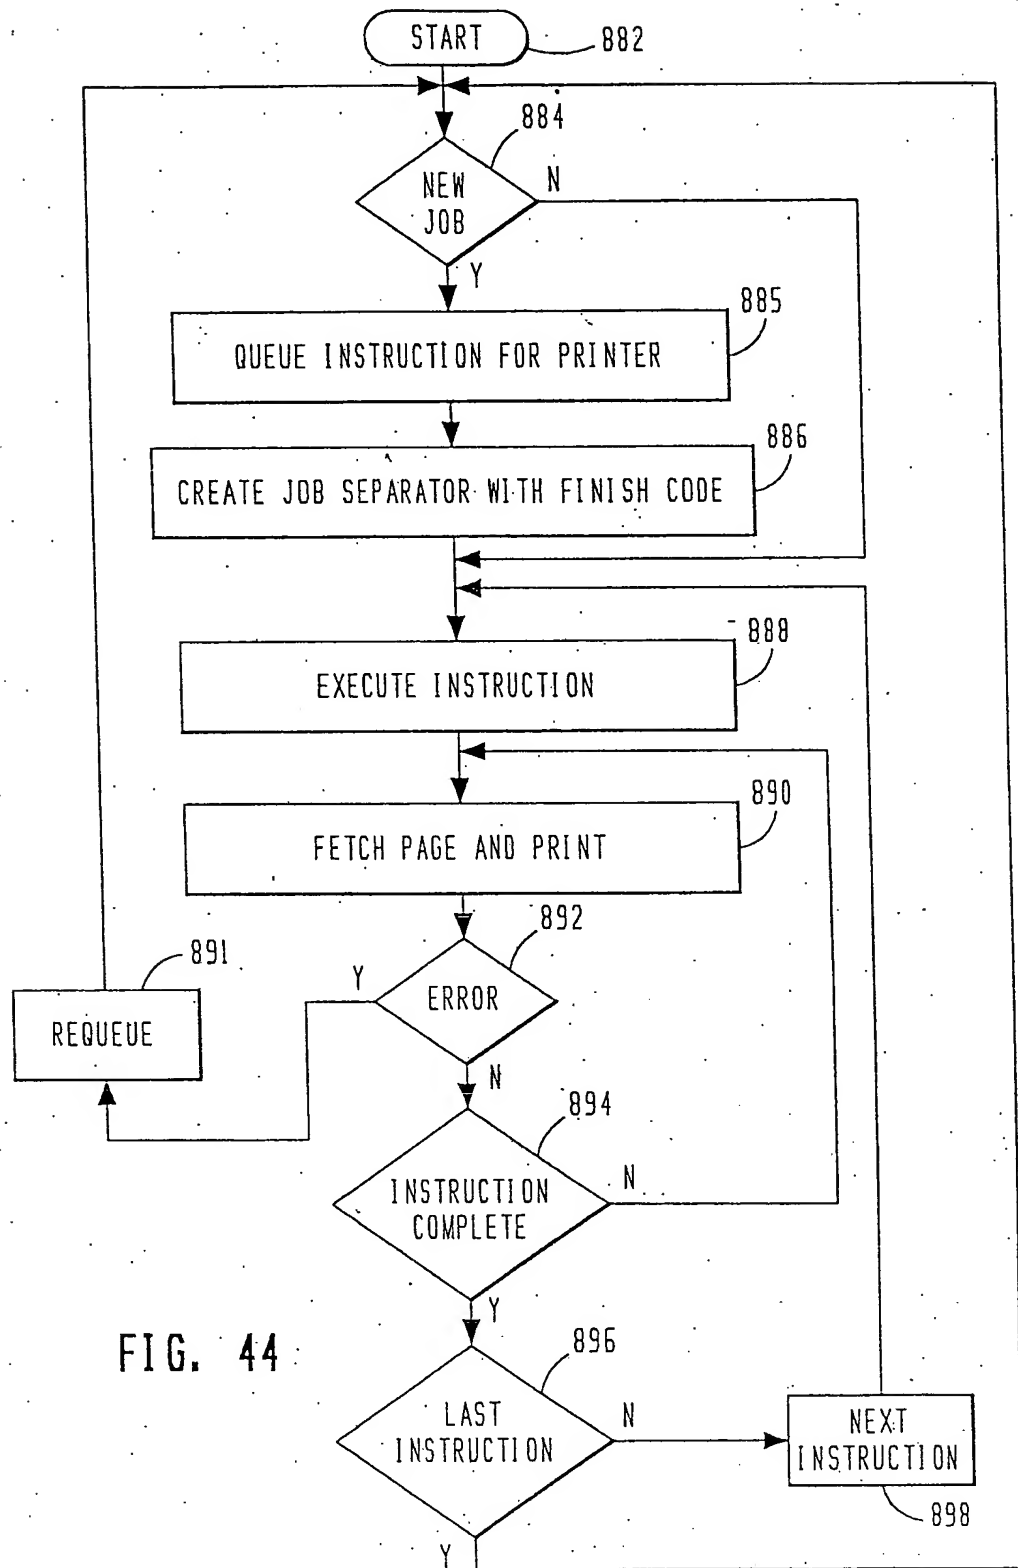 START
882
884
NEW
JOB
N
Y
885
QUEUE INSTRUCTION FOR PRINTER
886
CREATE JOB SEPARATOR WITH FINISH CODE
888
EXECUTE INSTRUCTION
890
FETCH PAGE AND PRINT
892
891
Y
ERROR
REQUEUE
N
894
INSTRUCTION
COMPLETE
N
Y
FIG. 44
896
LAST
INSTRUCTION
N
NEXT
INSTRUCTION
898
Y